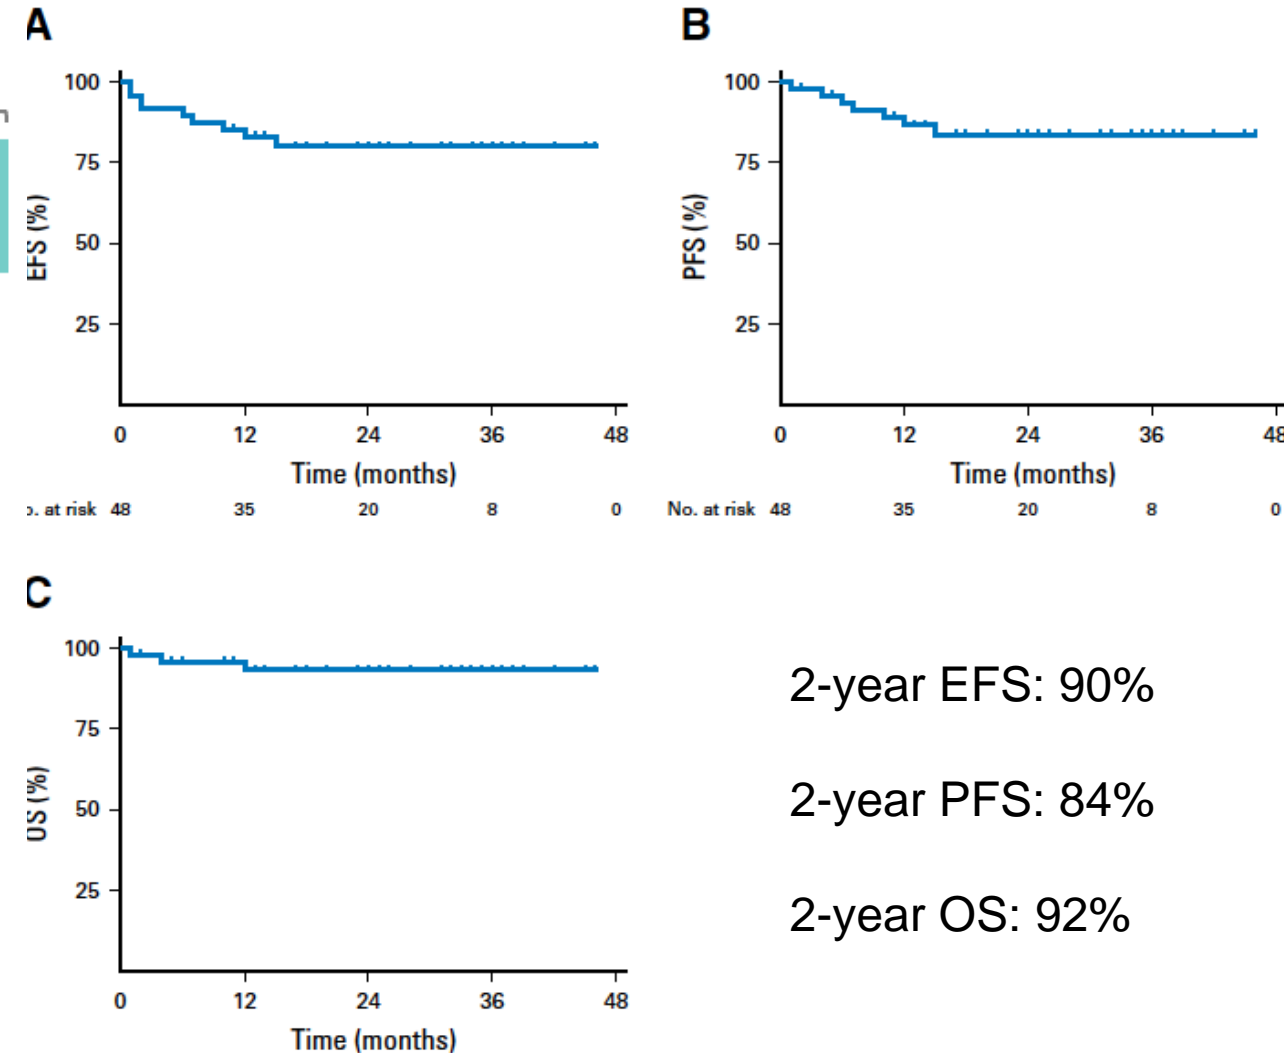 A
100
75
50
25
EFS (%)
0 12 24 36 48
Time (months)
o. at risk 48 35 20 8 0
B
100
75
50
25
PFS (%)
0 12 24 36 48
Time (months)
No. at risk 48 35 20 8 0
C
100
75
50
25
OS (%)
0 12 24 36 48
Time (months)
2-year EFS: 90%
2-year PFS: 84%
2-year OS: 92%